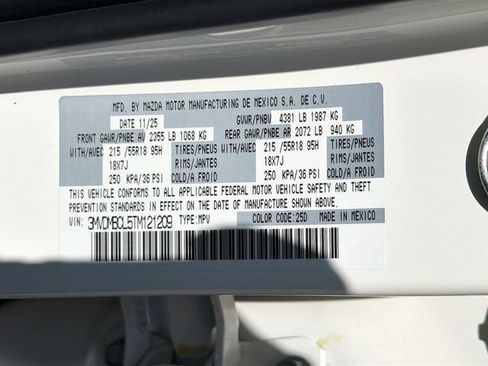 MFD. BY MAZDA MOTOR MANUFACTURING DE MEXICO S.A. DE C.V.
DATE 11/25 GVWR/PNBV 4381 LB 1987 KG
FRONT GAWR/PNBE AV 2355 LB 1068 KG REAR GAWR/PNBE AR 2072 LB 940 KG
WITH/AVEC 215 /55R18 95H TIRES/PNEUS WITH/AVEC 215 /55R18 95H TIRES/PNEUS
18X7J RIMS/JANTES 18X7J RIMS/JANTES
250 KPA/36 PSI COLD/A FROID 250 KPA/36 PSI COLD/A FROID
THIS VEHICLE CONFORMS TO ALL APPLICABLE FEDERAL MOTOR VEHICLE SAFETY AND THEFT
PREVENTION STANDARDS IN EFFECT ON THE DATE OF MANUFACTURE SHOWN ABOVE.
VIN: 3MVDMBCL5TM121209 TYPE:MPV COLOR CODE:25D MADE IN MEXICO